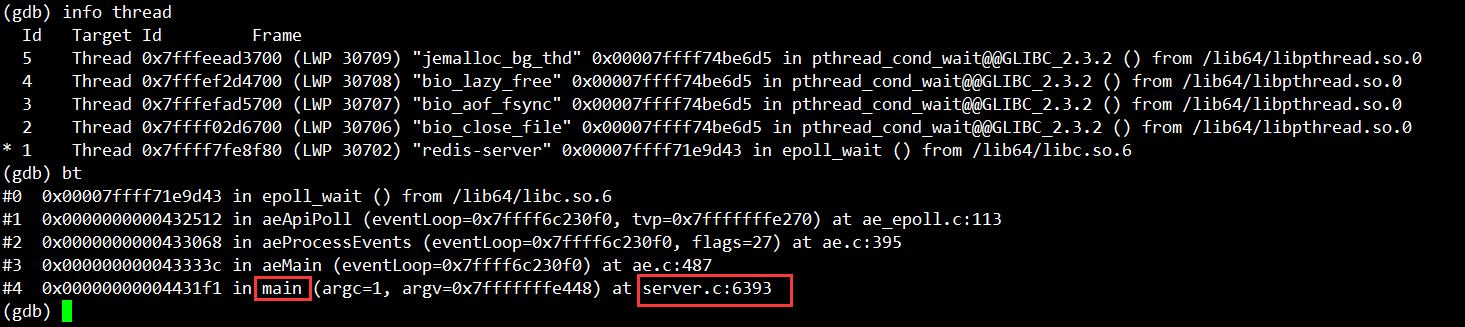 (gdb) info thread
  Id   Target Id         Frame
  5    Thread 0x7fffeead3700 (LWP 30709) "jemalloc_bg_thd" 0x00007ffff74be6d5 in pthread_cond_wait@@GLIBC_2.3.2 () from /lib64/libpthread.so.0
  4    Thread 0x7fffef2d4700 (LWP 30708) "bio_lazy_free" 0x00007ffff74be6d5 in pthread_cond_wait@@GLIBC_2.3.2 () from /lib64/libpthread.so.0
  3    Thread 0x7fffefad5700 (LWP 30707) "bio_aof_fsync" 0x00007ffff74be6d5 in pthread_cond_wait@@GLIBC_2.3.2 () from /lib64/libpthread.so.0
  2    Thread 0x7ffff02d6700 (LWP 30706) "bio_close_file" 0x00007ffff74be6d5 in pthread_cond_wait@@GLIBC_2.3.2 () from /lib64/libpthread.so.0
* 1    Thread 0x7ffff7fe8f80 (LWP 30702) "redis-server" 0x00007ffff71e9d43 in epoll_wait () from /lib64/libc.so.6
(gdb) bt
#0  0x00007ffff71e9d43 in epoll_wait () from /lib64/libc.so.6
#1  0x0000000000432512 in aeApiPoll (eventLoop=0x7ffff6c230f0, tvp=0x7fffffffe270) at ae_epoll.c:113
#2  0x0000000000433068 in aeProcessEvents (eventLoop=0x7ffff6c230f0, flags=27) at ae.c:395
#3  0x000000000043333c in aeMain (eventLoop=0x7ffff6c230f0) at ae.c:487
#4  0x00000000004431f1 in main (argc=1, argv=0x7fffffffe448) at server.c:6393
(gdb)